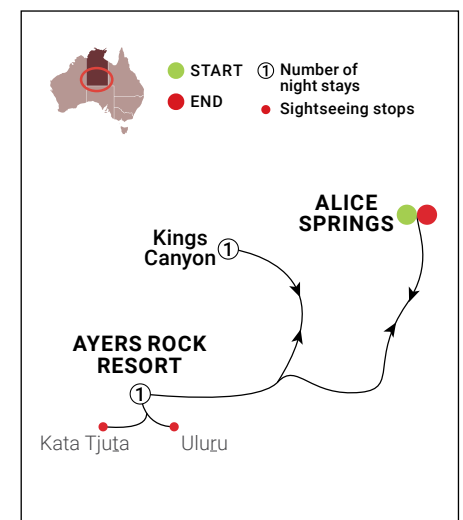 START
END
1 Number of
night stays
Sightseeing stops
ALICE
SPRINGS
Kings
Canyon 1
AYERS ROCK
RESORT
1
Kata Tjuṯa
Uluṟu